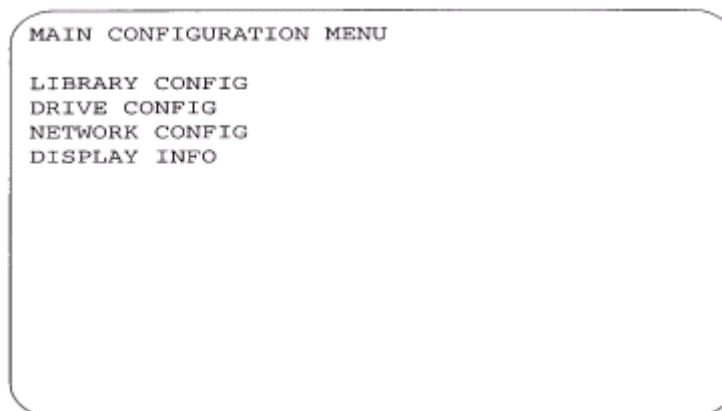 MAIN CONFIGURATION MENU
LIBRARY CONFIG
DRIVE CONFIG
NETWORK CONFIG
DISPLAY INFO